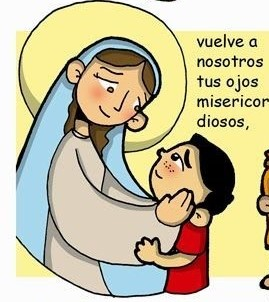 vuelve a
nosotros
tus ojos
misericor
diosos,